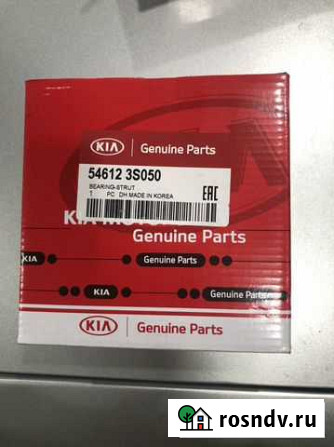 KIA Genuine Parts
54612 3S050
BEARING-STRUT
T PC DH MADE IN KOREA
EAC
Genuine Parts
KIA Genuine Parts
KIA Genuine Parts
KIA Genuine Parts
rosndv.ru